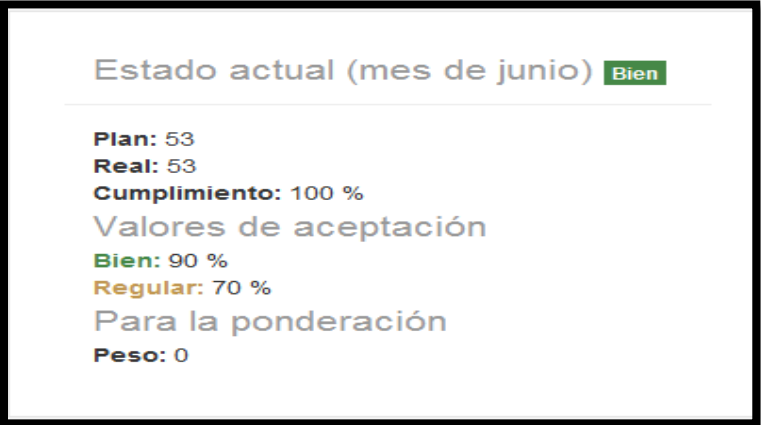 Estado actual (mes de junio) Bien
Plan: 53
Real: 53
Cumplimiento: 100 %
Valores de aceptación
Bien: 90 %
Regular: 70 %
Para la ponderación
Peso: 0